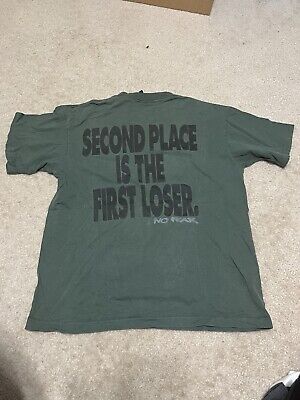 SECOND PLACE
IS THE
FIRST LOSER.
NO FEAR